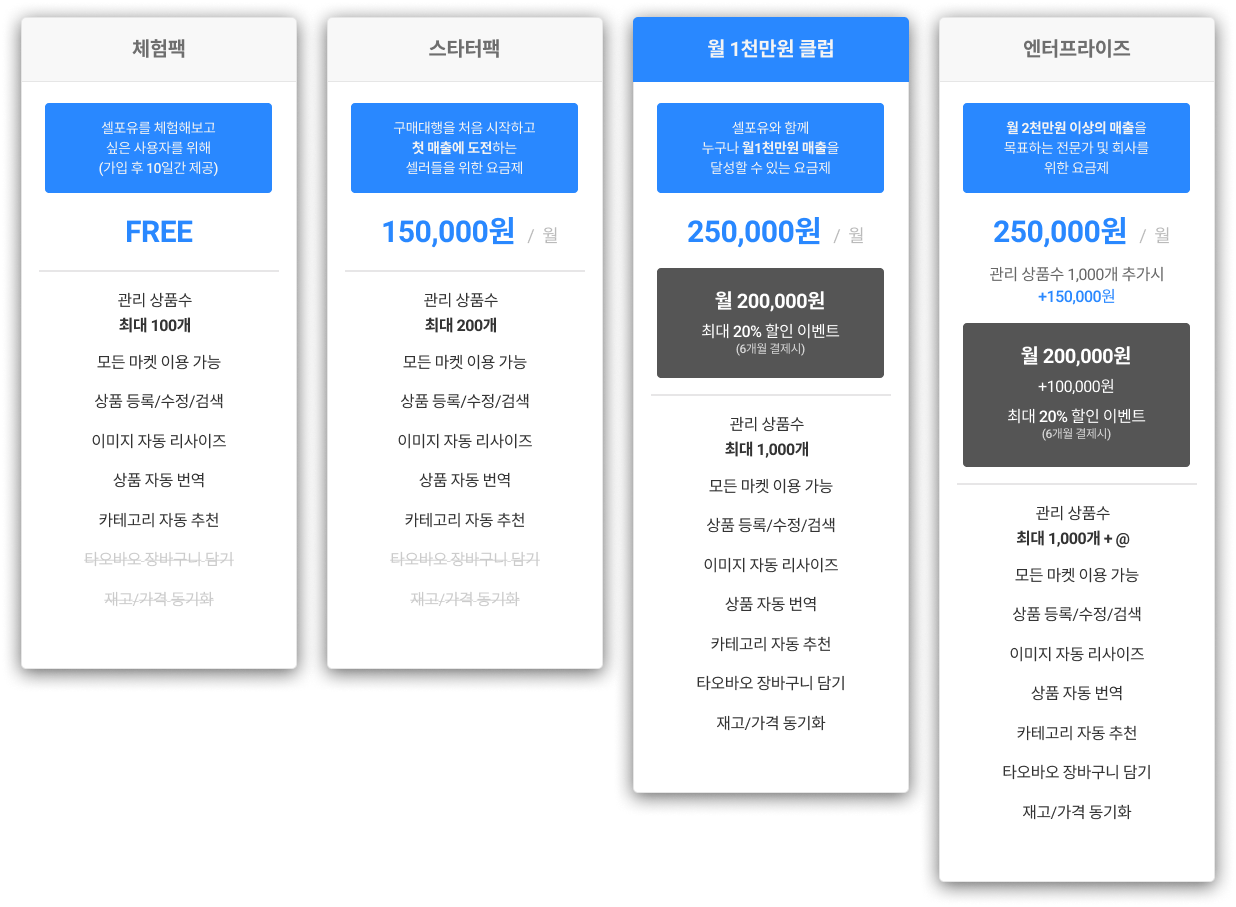 체험팩
셀포유를 체험해보고
싶은 사용자를 위해
(가입 후 10일간 제공)
FREE
관리 상품수
최대 100개
모든 마켓 이용 가능
상품 등록/수정/검색
이미지 자동 리사이즈
상품 자동 번역
카테고리 자동 추천
타오바오 장바구니 담기
재고/가격 동기화
스타터팩
구매대행을 처음 시작하고
첫 매출에 도전하는
셀러들을 위한 요금제
150,000원 / 월
관리 상품수
최대 200개
모든 마켓 이용 가능
상품 등록/수정/검색
이미지 자동 리사이즈
상품 자동 번역
카테고리 자동 추천
타오바오 장바구니 담기
재고/가격 동기화
월 1천만원 클럽
셀포유와 함께
누구나 월1천만원 매출을
달성할 수 있는 요금제
250,000원 / 월
월 200,000원
최대 20% 할인 이벤트
(6개월 결제시)
관리 상품수
최대 1,000개
모든 마켓 이용 가능
상품 등록/수정/검색
이미지 자동 리사이즈
상품 자동 번역
카테고리 자동 추천
타오바오 장바구니 담기
재고/가격 동기화
엔터프라이즈
월 2천만원 이상의 매출을
목표하는 전문가 및 회사를
위한 요금제
250,000원 / 월
관리 상품수 1,000개 추가시
+150,000원
월 200,000원
+100,000원
최대 20% 할인 이벤트
(6개월 결제시)
관리 상품수
최대 1,000개 + @
모든 마켓 이용 가능
상품 등록/수정/검색
이미지 자동 리사이즈
상품 자동 번역
카테고리 자동 추천
타오바오 장바구니 담기
재고/가격 동기화